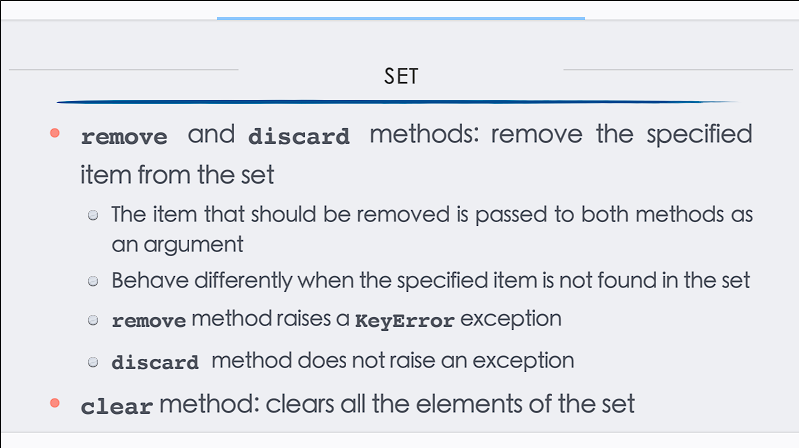 SET
remove and discard methods: remove the specified
item from the set
The item that should be removed is passed to both methods as
an argument
Behave differently when the specified item is not found in the set
remove method raises a KeyError exception
discard method does not raise an exception
clear method: clears all the elements of the set